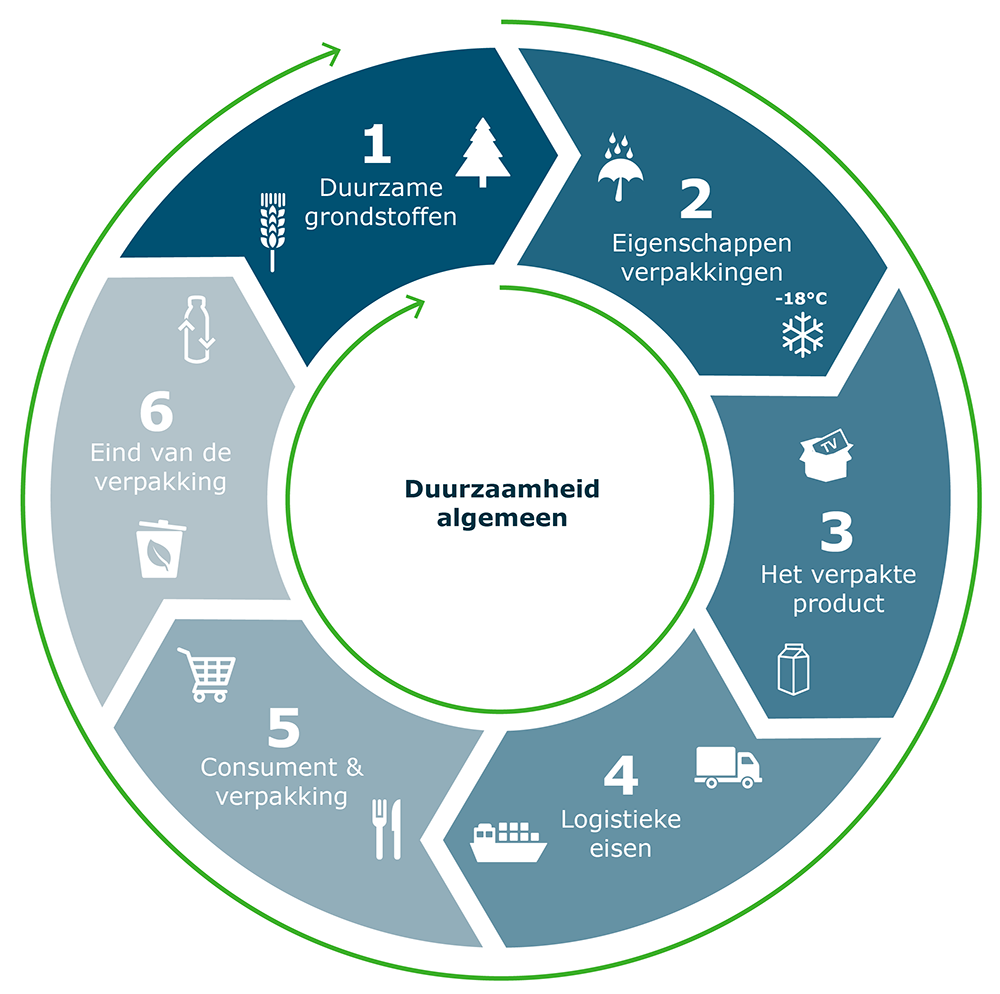 1
Duurzame
grondstoffen
2
Eigenschappen
verpakkingen
-18°C
TV
3
Het verpakte
product
4
Logistieke
eisen
5
Consument &
verpakking
6
Eind van de
verpakking
Duurzaamheid
algemeen